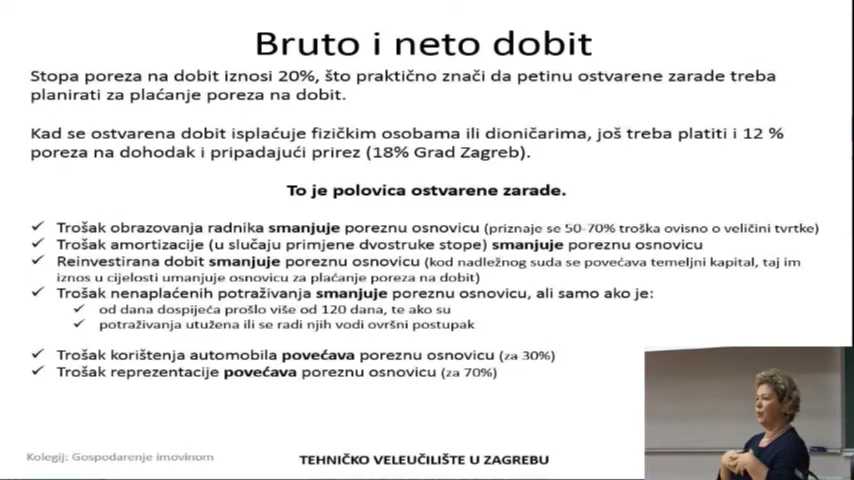 Bruto i neto dobit
Stopa poreza na dobit iznosi 20%, što praktično znači da petinu ostvarene zarade treba
planirati za plaćanje poreza na dobit.
Kad se ostvarena dobit isplaćuje fizičkim osobama ili dioničarima, još treba platiti i 12 %
poreza na dohodak i pripadajući prirez (18% Grad Zagreb).
To je polovica ostvarene zarade.
✓ Trošak obrazovanja radnika smanjuje poreznu osnovicu (priznaje se 50-70% troška ovisno o veličini tvrtke)
✓ Trošak amortizacije (u slučaju primjene dvostruke stope) smanjuje poreznu osnovicu
✓ Reinvestirana dobit smanjuje poreznu osnovicu (kod nadležnog suda se povećava temeljni kapital, taj im
iznos u cijelosti umanjuje osnovicu za plaćanje poreza na dobit)
✓ Trošak nenaplaćenih potraživanja smanjuje poreznu osnovicu, ali samo ako je:
✓ od dana dospijeća prošlo više od 120 dana, te ako su
✓ potraživanja utužena ili se radi njih vodi ovršni postupak
✓ Trošak korištenja automobila povećava poreznu osnovicu (za 30%)
✓ Trošak reprezentacije povećava poreznu osnovicu (za 70%)
Kolegij: Gospodarenje imovinom
TEHNIČKO VELEUČILIŠTE U ZAGREBU